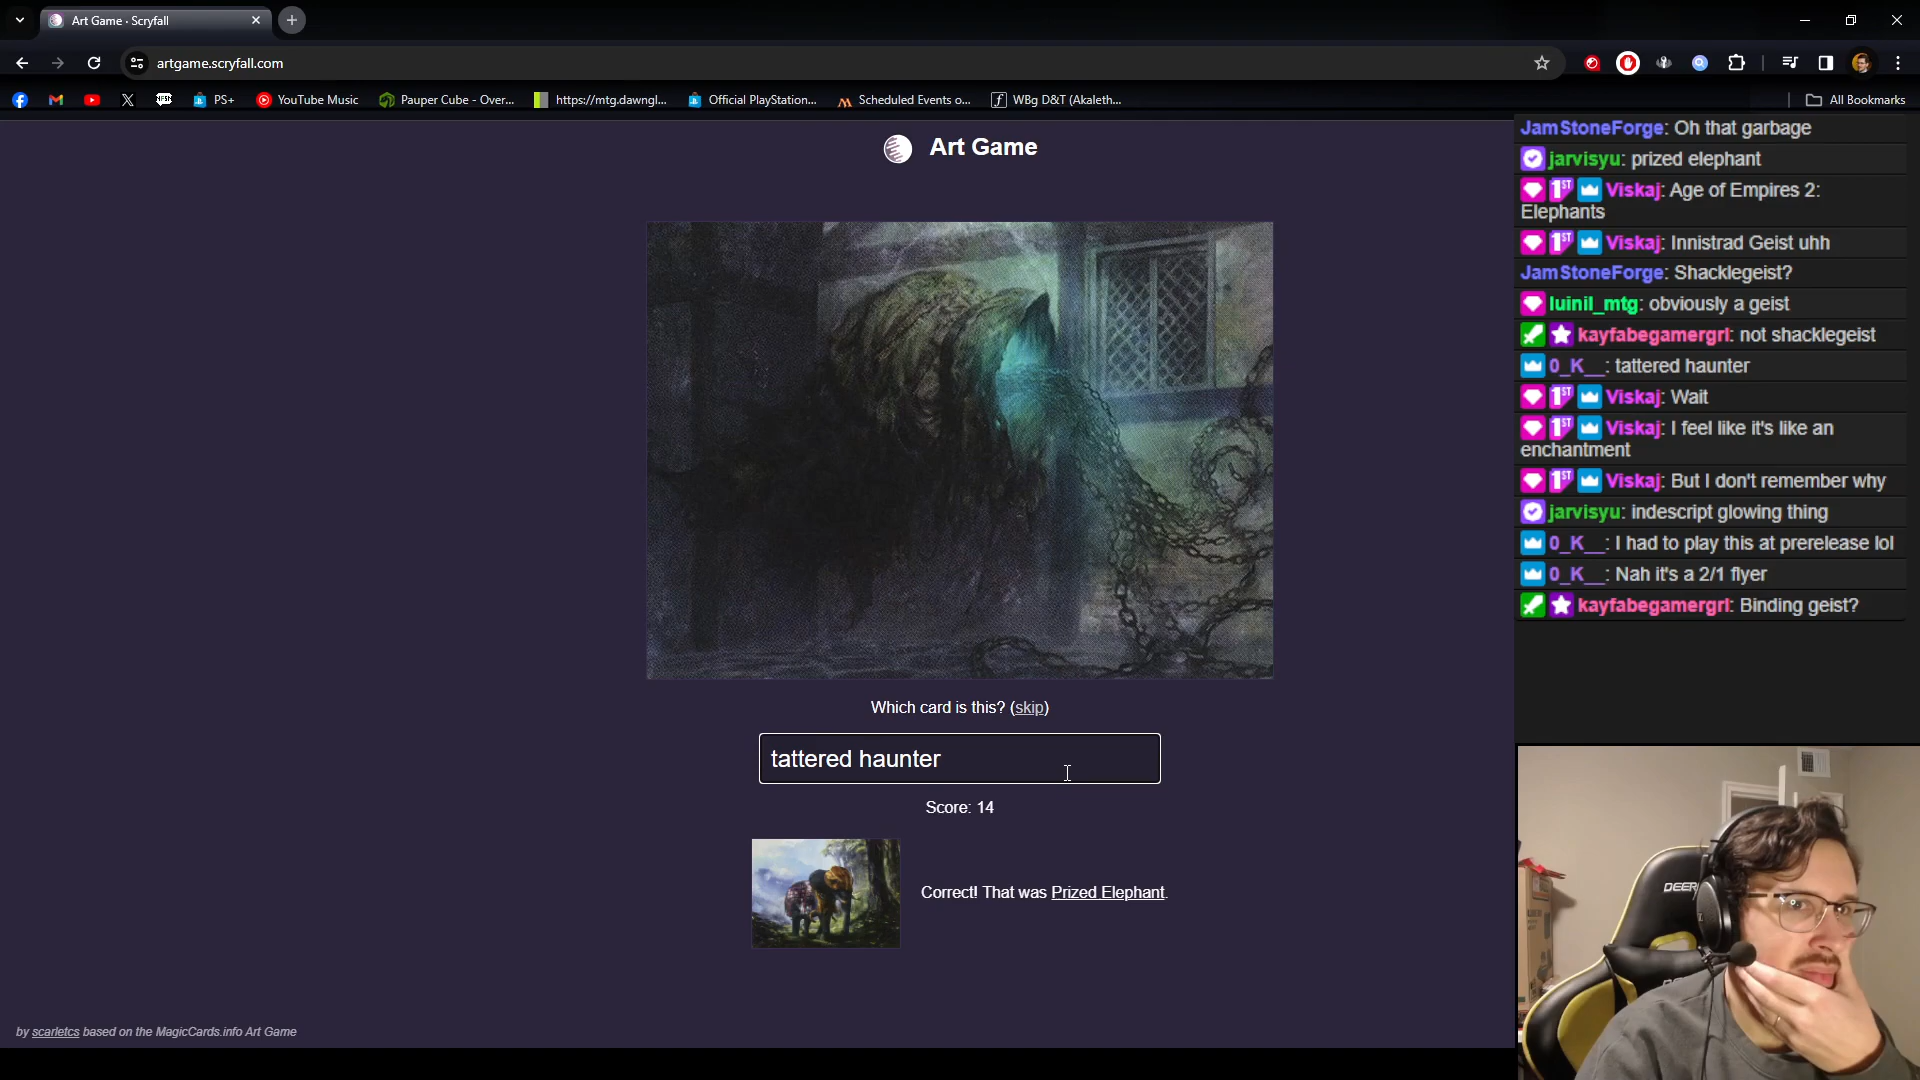 Art Game · Scryfall
artgame.scryfall.com
PS+
YouTube Music
Pauper Cube - Over...
https://mtg.dawngl...
Official PlayStation...
Scheduled Events o...
WBg D&T (Akaleth...
All Bookmarks
Art Game
Which card is this? (skip)
tattered haunter
Score: 14
Correct! That was Prized Elephant.
by scarletcs based on the MagicCards.info Art Game
JamStoneForge: Oh that garbage
jarvisyu: prized elephant
1ST Viskaj: Age of Empires 2:
Elephants
1ST Viskaj: Innistrad Geist uhh
JamStoneForge: Shacklegeist?
luinil_mtg: obviously a geist
kayfabegamergrl: not shacklegeist
0_K__: tattered haunter
1ST Viskaj: Wait
1ST Viskaj: I feel like it's like an
enchantment
1ST Viskaj: But I don't remember why
jarvisyu: indescript glowing thing
0_K__: I had to play this at prerelease lol
0_K__: Nah it's a 2/1 flyer
kayfabegamergrl: Binding geist?
DEER